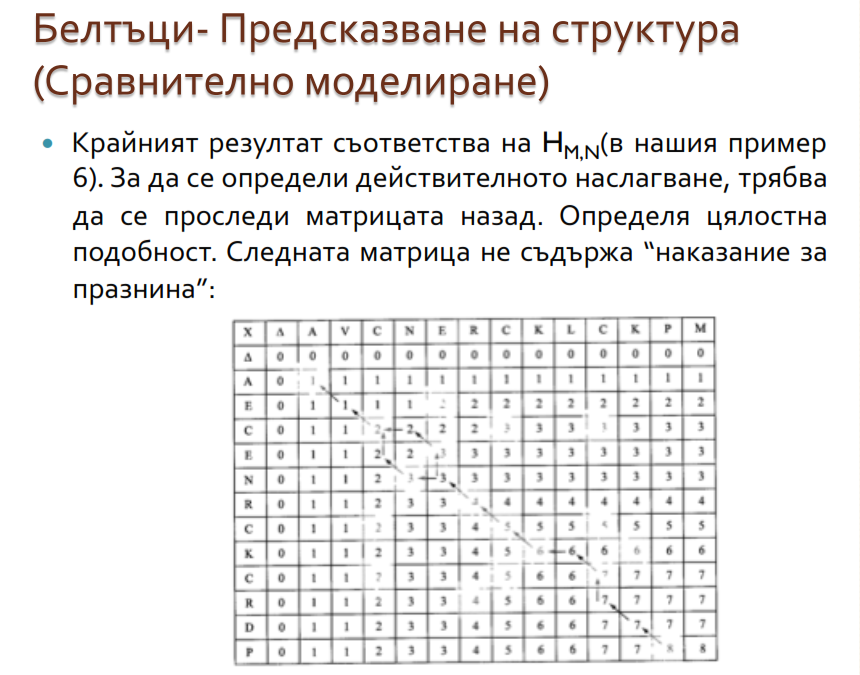 Белтъци- Предсказване на структура
(Сравнително моделиране)
• Крайният резултат съответства на HM,N(в нашия пример
6). За да се определи действителното наслагване, трябва
да се проследи матрицата назад. Определя цялостна
подобност. Следната матрица не съдържа “наказание за
празнина”:
X Δ A V C N E R C K L C K P M
Δ 0 0 0 0 0 0 0 0 0 0 0 0 0 0
A 0 1 1 1 1 1 1 1 1 1 1 1 1 1
E 0 1 1 1 1 2 2 2 2 2 2 2 2 2
C 0 1 1 2 2 2 2 3 3 3 3 3 3 3
E 0 1 1 2 2 3 3 3 3 3 3 3 3 3
N 0 1 1 2 3 3 3 3 3 3 3 3 3 3
R 0 1 1 2 3 3 4 4 4 4 4 4 4 4
C 0 1 1 2 3 3 4 5 5 5 5 5 5 5
K 0 1 1 2 3 3 4 5 6 6 6 6 6 6
C 0 1 1 2 3 3 4 5 6 6 7 7 7 7
R 0 1 1 2 3 3 4 5 6 6 7 7 7 7
D 0 1 1 2 3 3 4 5 6 6 7 7 7 7
P 0 1 1 2 3 3 4 5 6 6 7 7 8 8